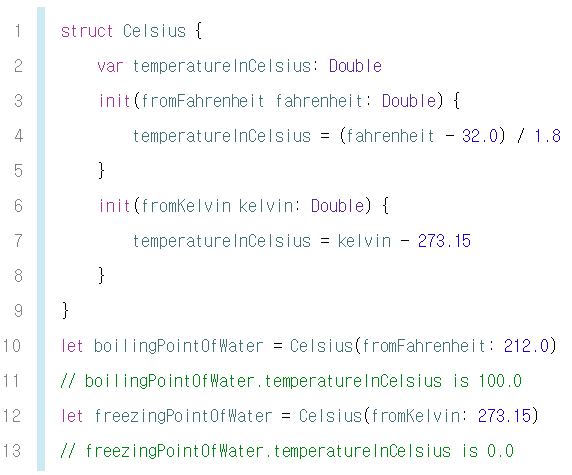 1 struct Celsius {
2 var temperatureInCelsius: Double
3 init(fromFahrenheit fahrenheit: Double) {
4 temperatureInCelsius = (fahrenheit - 32.0) / 1.8
5 }
6 init(fromKelvin kelvin: Double) {
7 temperatureInCelsius = kelvin - 273.15
8 }
9 }
10 let boilingPointOfWater = Celsius(fromFahrenheit: 212.0)
11 // boilingPointOfWater.temperatureInCelsius is 100.0
12 let freezingPointOfWater = Celsius(fromKelvin: 273.15)
13 // freezingPointOfWater.temperatureInCelsius is 0.0